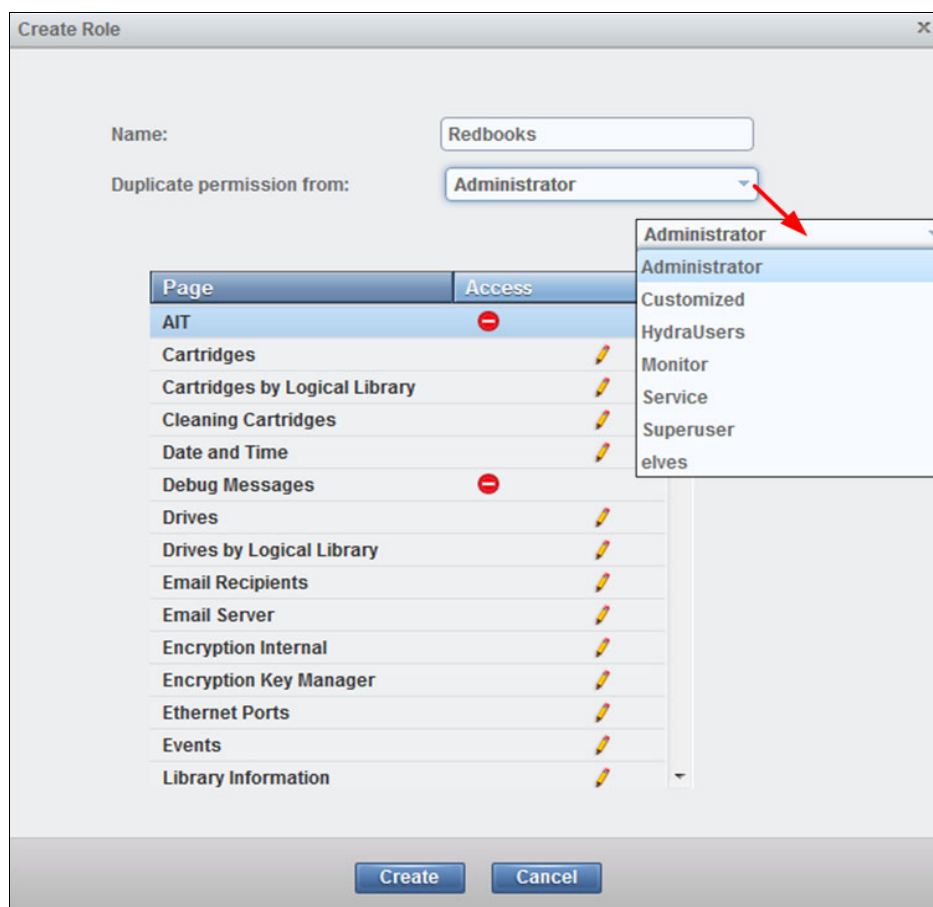 Create Role
Name: Redbooks
Duplicate permission from: Administrator
Administrator
Administrator
Customized
HydraUsers
Monitor
Service
Superuser
elves
Page Access
AIT
Cartridges
Cartridges by Logical Library
Cleaning Cartridges
Date and Time
Debug Messages
Drives
Drives by Logical Library
Email Recipients
Email Server
Encryption Internal
Encryption Key Manager
Ethernet Ports
Events
Library Information
Create Cancel